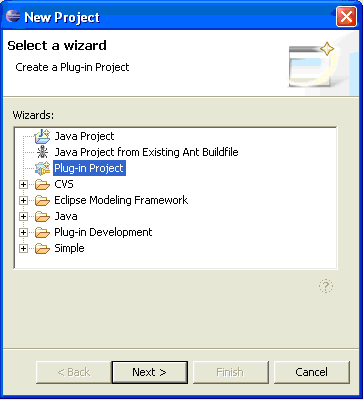 New Project
Select a wizard
Create a Plug-in Project
Wizards:
Java Project
Java Project from Existing Ant Buildfile
Plug-in Project
CVS
Eclipse Modeling Framework
Java
Plug-in Development
Simple
?
< Back Next > Finish Cancel